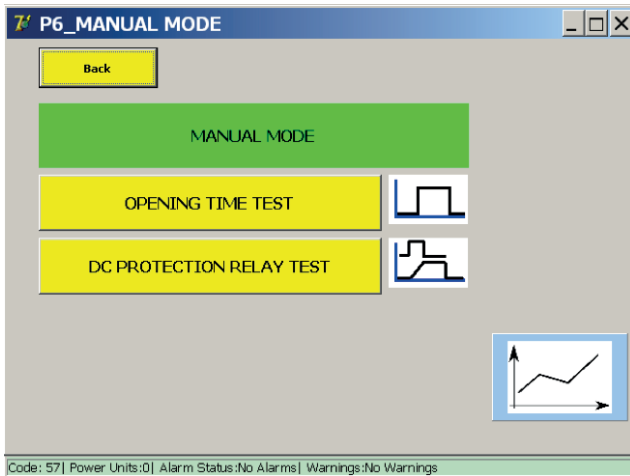 P6_MANUAL MODE
Back
MANUAL MODE
OPENING TIME TEST
DC PROTECTION RELAY TEST
Code: 57| Power Units:0| Alarm Status:No Alarms| Warnings:No Warnings